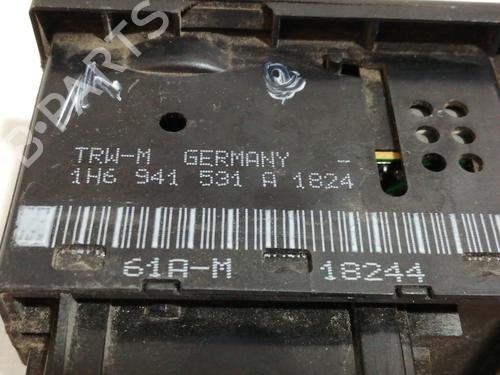 B-PARTS
TRW-M GERMANY -
1H6 941 531 A 1824
61A-M 18244